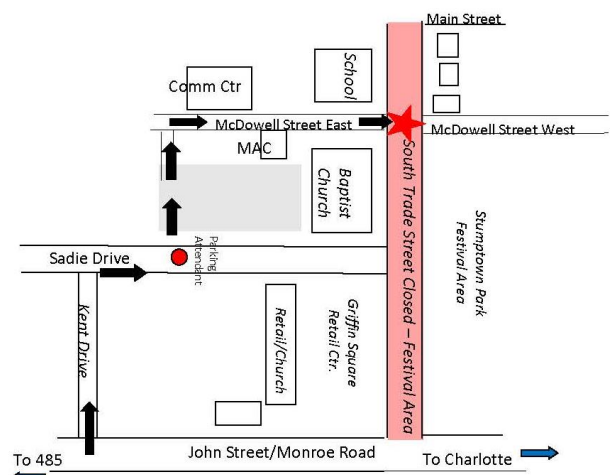 Main Street
School
Comm Ctr
McDowell Street East
McDowell Street West
MAC
Baptist
Church
South Trade Street Closed – Festival Area
Stumptown Park
Festival Area
Parking
Attendant
Sadie Drive
Kent Drive
Retail/Church
Griffin Square
Retail Ctr.
John Street/Monroe Road
To 485
To Charlotte